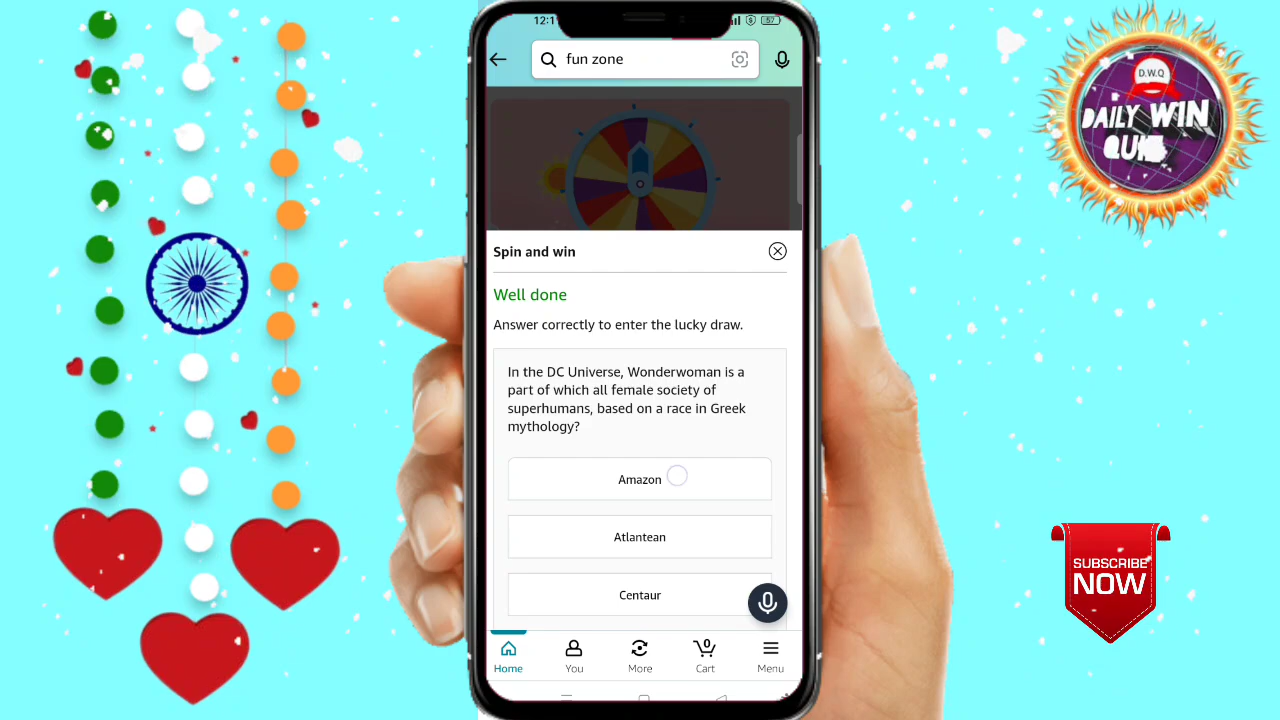 12:1
57
fun zone
D.W.Q
DAILY WIN
Spin and win
Well done
Answer correctly to enter the lucky draw.
In the DC Universe, Wonderwoman is a
part of which all female society of
superhumans, based on a race in Greek
mythology?
Amazon
Atlantean
Centaur
0
Home
You
More
Cart
Menu
SUBSCRIBE
NOW